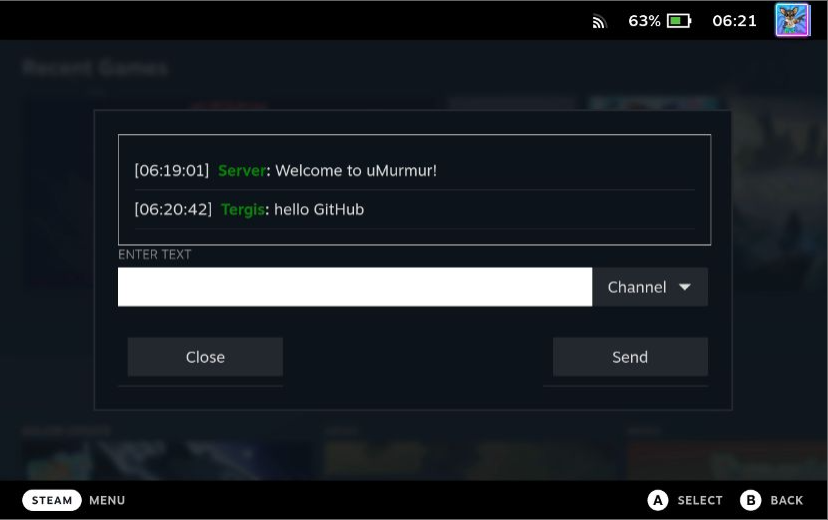 63% 06:21
Recent Games
[06:19:01] Server: Welcome to uMurmur!
[06:20:42] Tergis: hello GitHub
ENTER TEXT
Channel
Close
Send
STEAM MENU
A SELECT B BACK